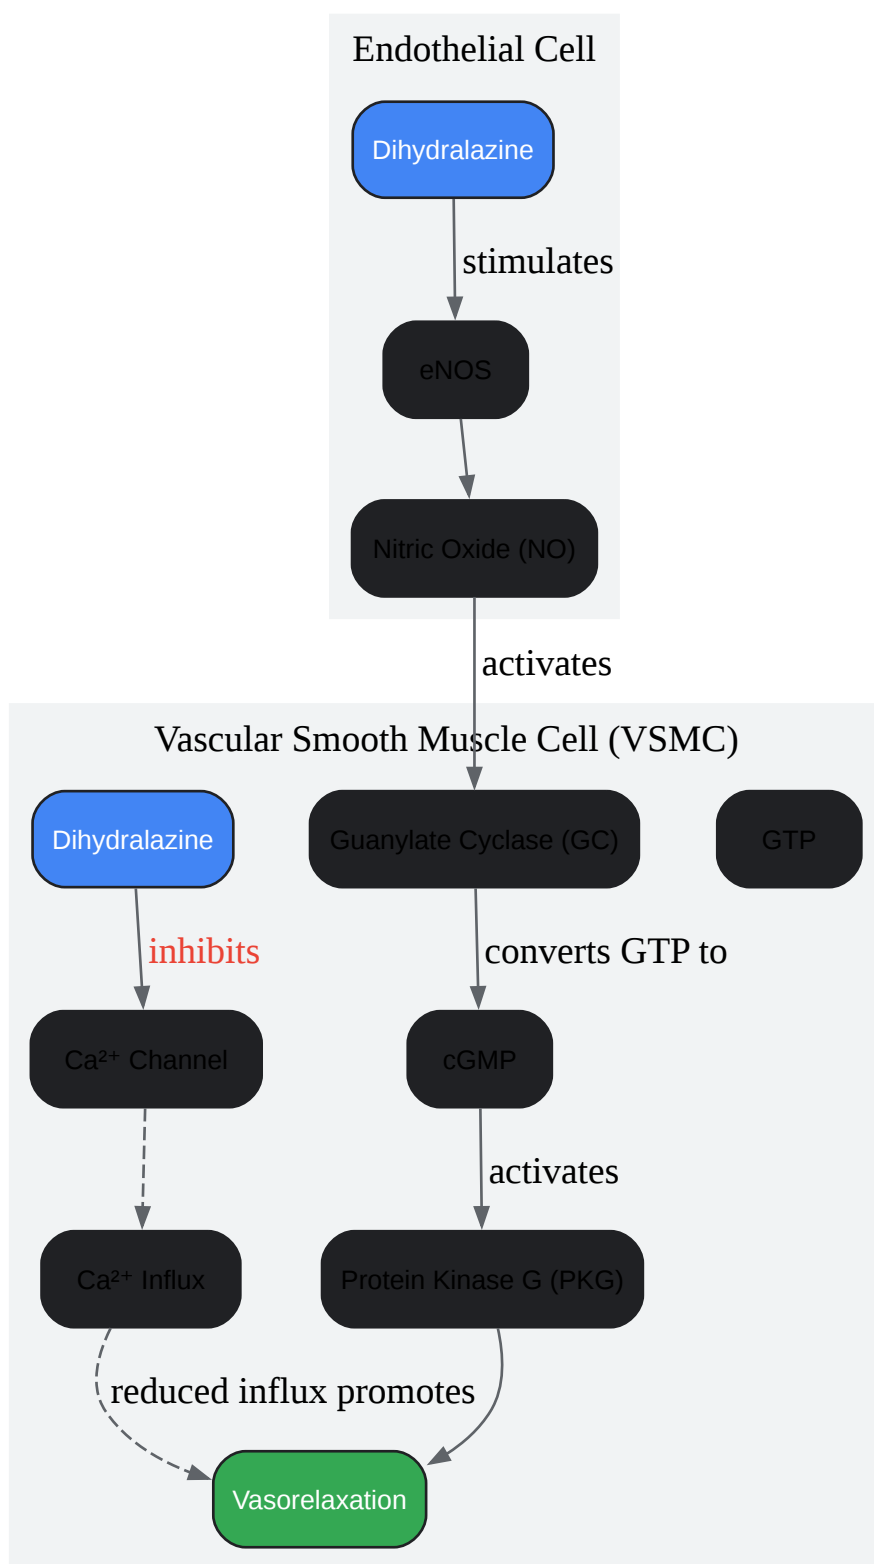 Endothelial Cell
Dihydralazine
stimulates
eNOS
Nitric Oxide (NO)
activates
Vascular Smooth Muscle Cell (VSMC)
Dihydralazine
Guanylate Cyclase (GC)
GTP
inhibits
converts GTP to
Ca²⁺ Channel
cGMP
activates
Ca²⁺ Influx
Protein Kinase G (PKG)
reduced influx promotes
Vasorelaxation